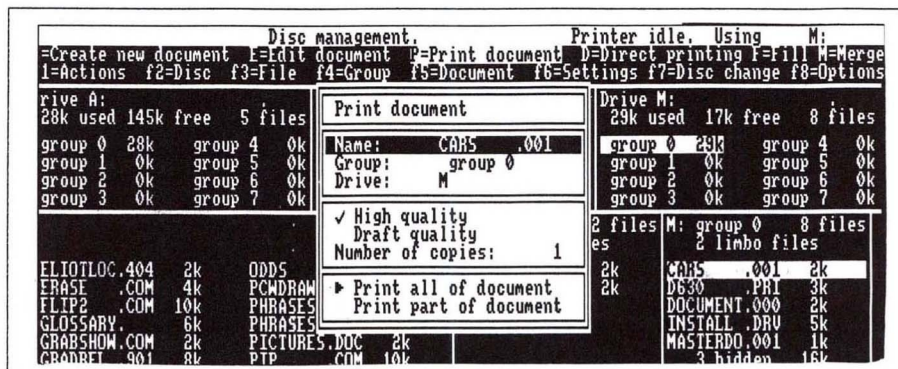 Disc management. Printer idle. Using M:
=Create new document E=Edit document P=Print document D=Direct printing F=Fill M=Merge
1=Actions f2=Disc f3=File f4=Group f5=Document f6=Settings f7=Disc change f8=Options
rive A:
28k used 145k free 5 files
group 0 28k group 4 0k
group 1 0k group 5 0k
group 2 0k group 6 0k
group 3 0k group 7 0k
Print document
Name: CARS .001
Group: group 0
Drive: M
✓ High quality
Draft quality
Number of copies: 1
▶ Print all of document
Print part of document
Drive M:
29k used 17k free 8 files
group 0 29k group 4 0k
group 1 0k group 5 0k
group 2 0k group 6 0k
group 3 0k group 7 0k
ELIOTLOC.404 2k
ERASE .COM 4k
FLIP2 .COM 10k
GLOSSARY. 6k
GRABSHOW.COM 2k
GRADREL .901 8k
ODDS
PCWDRAW
PHRASES
PHRASES
PICTURES.DOC 2k
PIP .COM 10k
2 files
es
2k
2k
M: group 0 8 files
2 limbo files
CARS .001 2k
D630 .PRI 3k
DOCUMENT.000 2k
INSTALL .DRV 5k
MASTERDO.001 1k
3 hidden 16k